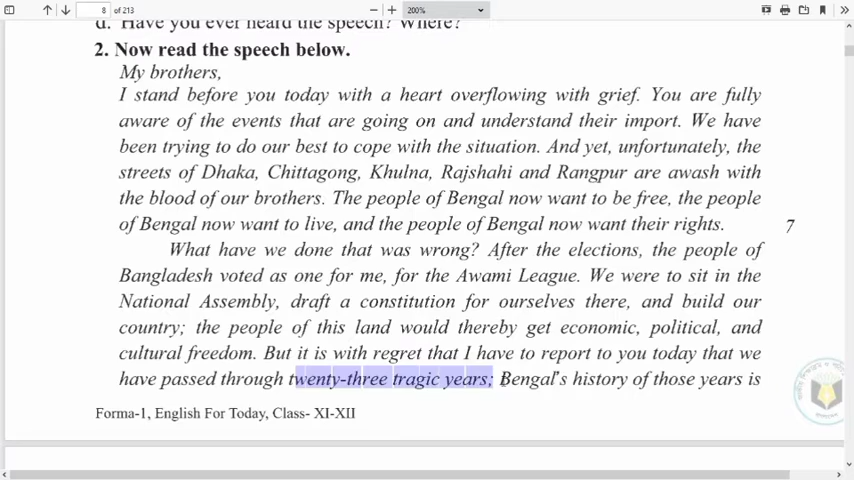 8 of 213 200%
d. Have you ever heard the speech? Where?
2. Now read the speech below.
My brothers,
I stand before you today with a heart overflowing with grief. You are fully
aware of the events that are going on and understand their import. We have
been trying to do our best to cope with the situation. And yet, unfortunately, the
streets of Dhaka, Chittagong, Khulna, Rajshahi and Rangpur are awash with
the blood of our brothers. The people of Bengal now want to be free, the people
of Bengal now want to live, and the people of Bengal now want their rights.
7
What have we done that was wrong? After the elections, the people of
Bangladesh voted as one for me, for the Awami League. We were to sit in the
National Assembly, draft a constitution for ourselves there, and build our
country; the people of this land would thereby get economic, political, and
cultural freedom. But it is with regret that I have to report to you today that we
have passed through twenty-three tragic years; Bengal's history of those years is
Forma-1, English For Today, Class- XI-XII